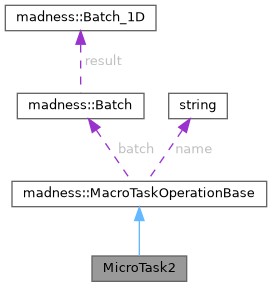 madness::Batch_1D
result
madness::Batch
string
batch
name
madness::MacroTaskOperationBase
MicroTask2